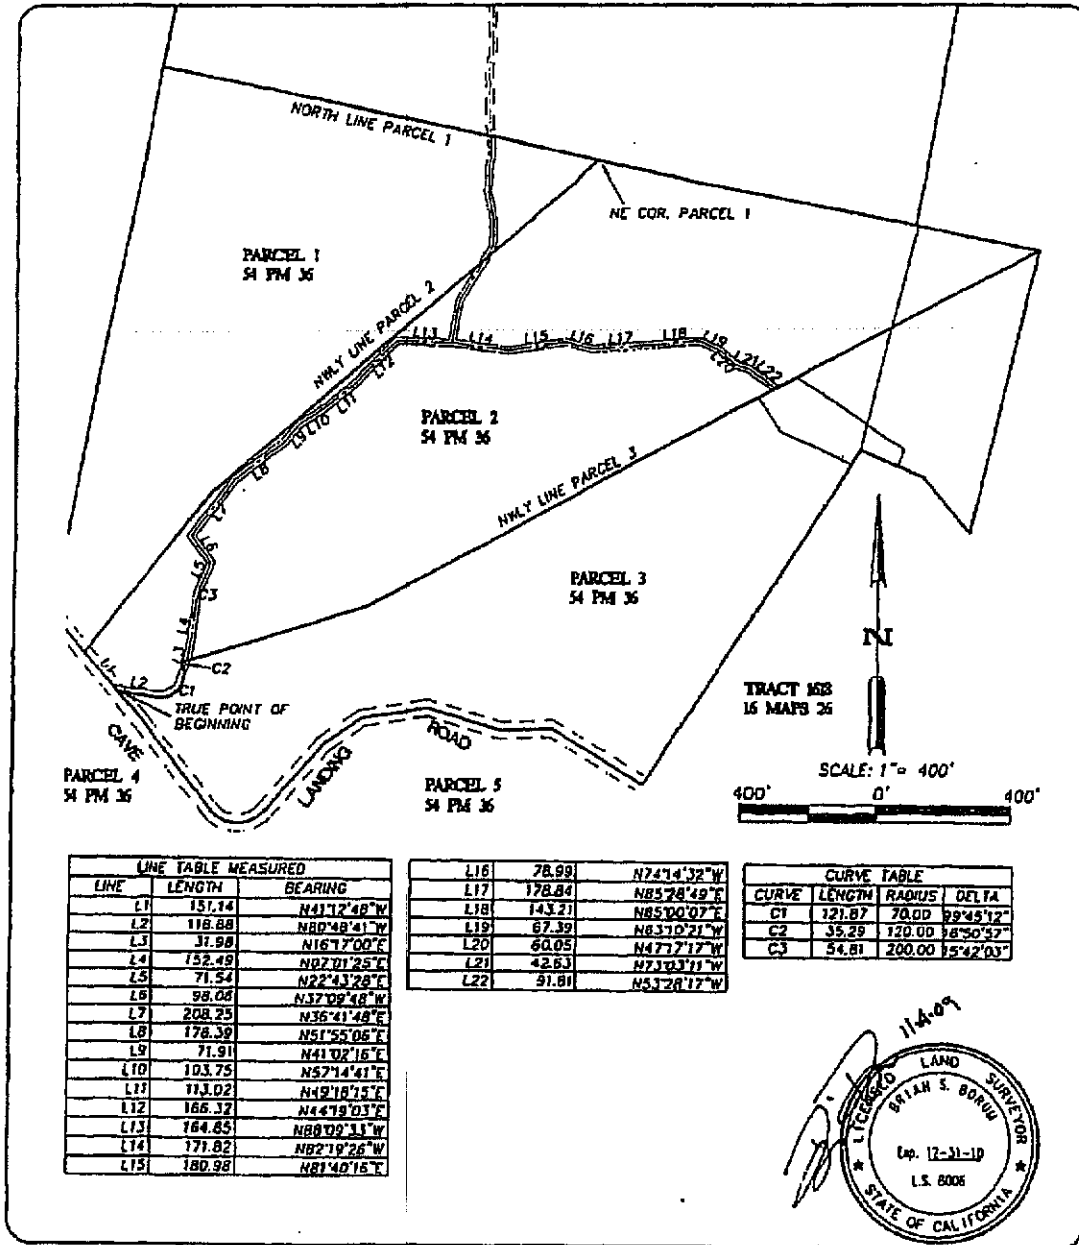 NORTH LINE PARCEL 1
NE COR. PARCEL 1
PARCEL 1
54 PM 36
NWLY LINE PARCEL 2
L13
L14
L15
L16
L17
L18
L19
L20
L21
L22
L12
L11
L10
L9
L8
L7
L6
L5
C3
L4
L3
C2
C1
L2
L1
PARCEL 2
54 PM 36
NWLY LINE PARCEL 3
PARCEL 3
54 PM 36
TRUE POINT OF
BEGINNING
CAVE
LANDING
ROAD
PARCEL 4
54 PM 36
PARCEL 5
54 PM 36
TRACT 1618
16 MAPS 26
N
SCALE: 1"= 400'
400' 0' 400'
LINE TABLE MEASURED
LINE LENGTH BEARING
L1 151.14 N41°12'48"W
L2 118.88 N80°48'41"W
L3 31.98 N16°17'00"E
L4 152.49 N07°01'25"E
L5 71.54 N22°43'28"E
L6 98.08 N37°09'48"W
L7 208.25 N36°41'48"E
L8 178.39 N51°55'06"E
L9 71.91 N41°02'16"E
L10 103.75 N57°14'41"E
L11 113.02 N49°18'15"E
L12 166.32 N44°19'03"E
L13 164.85 N88°09'33"W
L14 171.82 N82°19'26"W
L15 180.98 N81°40'16"E
L16 78.99 N74°14'32"W
L17 178.84 N85°28'49"E
L18 143.21 N85°00'07"E
L19 67.39 N63°10'21"W
L20 60.05 N47°17'17"W
L21 42.63 N73°03'11"W
L22 91.81 N53°28'17"W
CURVE TABLE
CURVE LENGTH RADIUS DELTA
C1 121.87 70.00 99°45'12"
C2 35.29 120.00 16°50'57"
C3 54.81 200.00 15°42'03"
11-4-09
LICENSED LAND SURVEYOR
BRIAN S. BORUM
Exp. 12-31-10
L.S. 8006
STATE OF CALIFORNIA